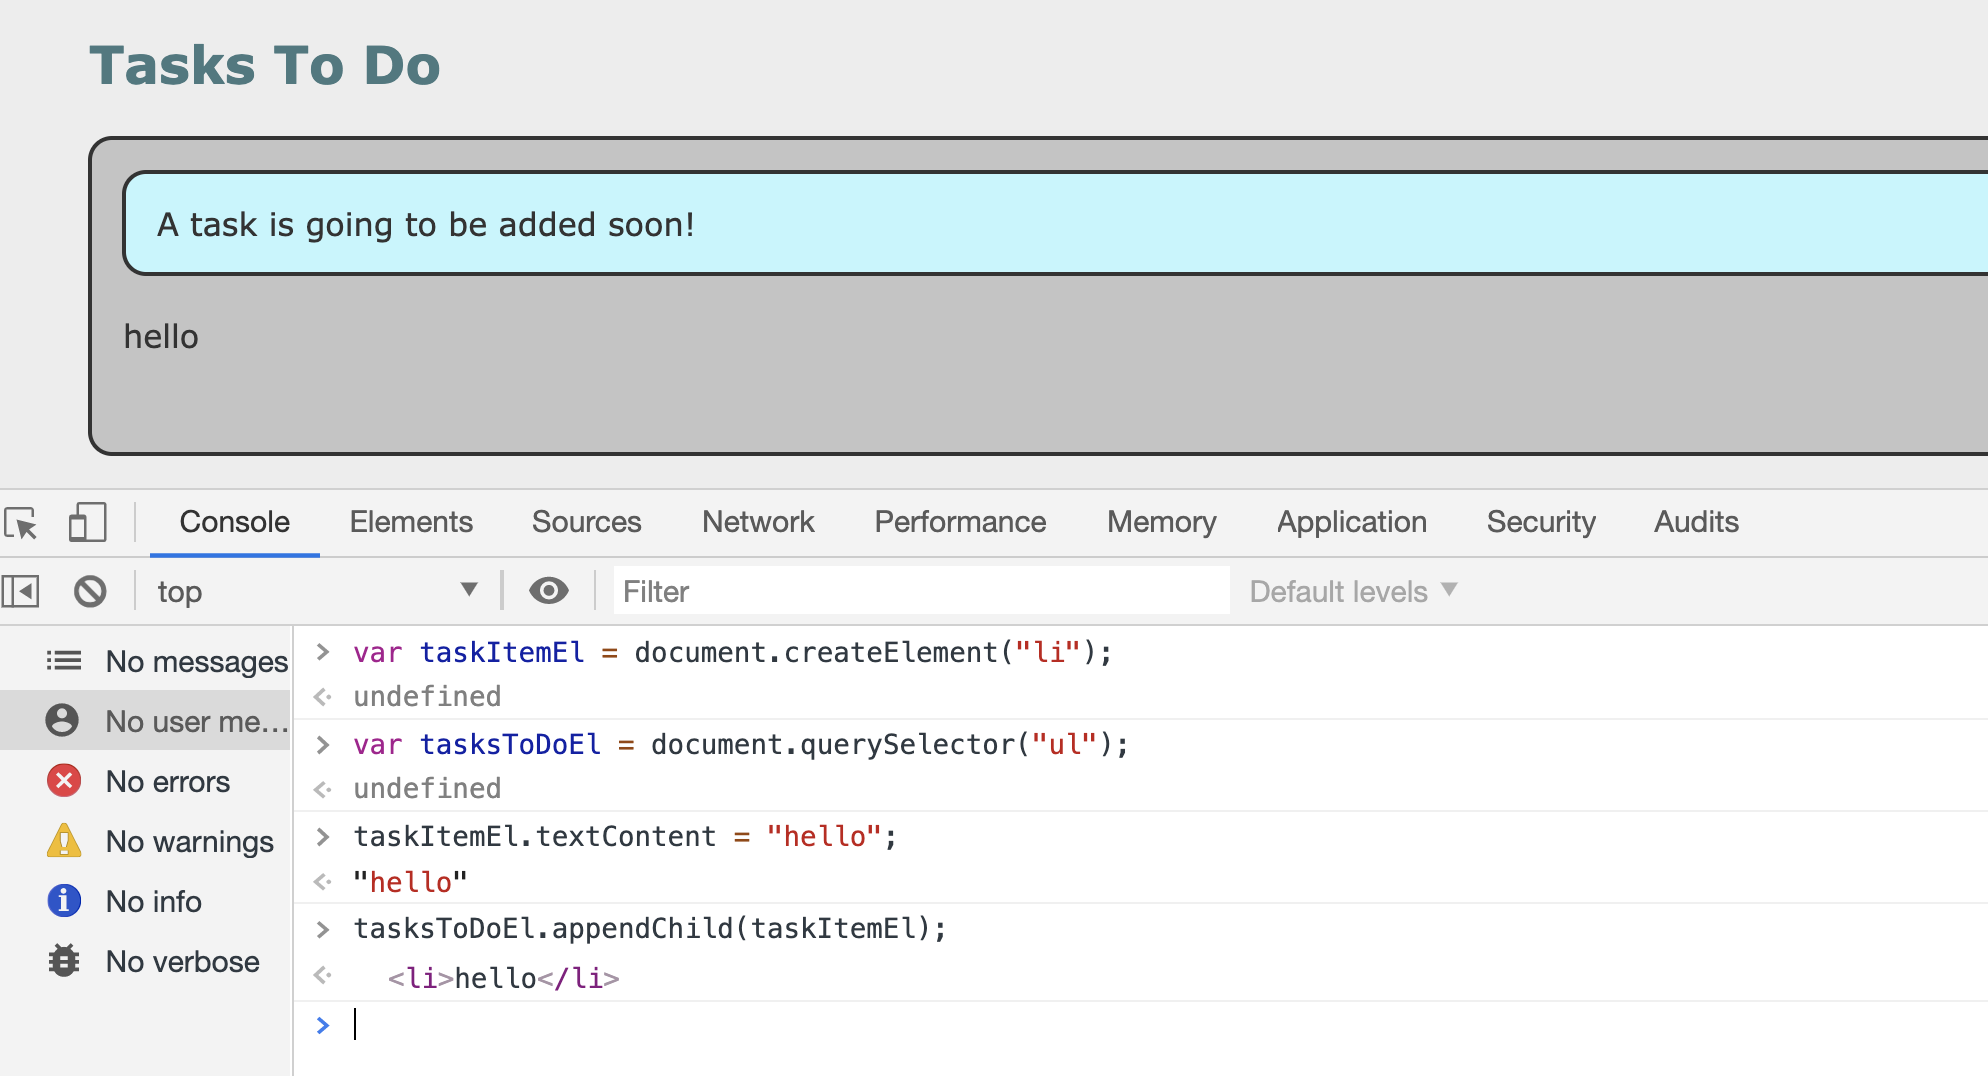 Tasks To Do
A task is going to be added soon!
hello
Console Elements Sources Network Performance Memory Application Security Audits
top ▼ Filter Default levels ▼
No messages
No user me...
No errors
No warnings
No info
No verbose
> var taskItemEl = document.createElement("li");
<· undefined
> var tasksToDoEl = document.querySelector("ul");
<· undefined
> taskItemEl.textContent = "hello";
<· "hello"
> tasksToDoEl.appendChild(taskItemEl);
<· <li>hello</li>
>